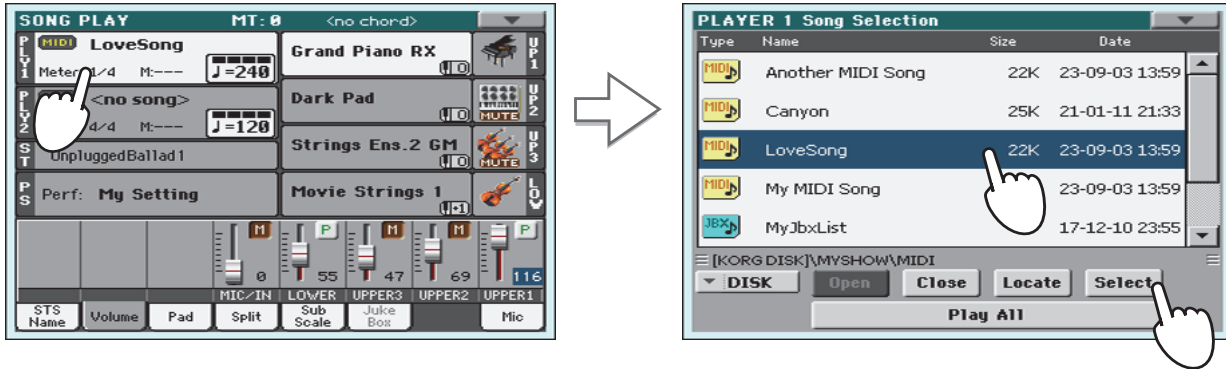 SONG PLAY MT: 0 <no chord>
PLY1 MIDI LoveSong
Meter 1/4 M:--- ♩=240
Grand Piano RX UP1
PLY2 <no song>
4/4 M:--- ♩=120
Dark Pad MUTE UP2
ST UnpluggedBallad1
Strings Ens.2 GM MUTE UP3
PS Perf: My Setting
Movie Strings 1 +1 LOW
M P M M P
0 55 47 69 116
MIC/IN LOWER UPPER3 UPPER2 UPPER1
STS Name Volume Pad Split Sub Scale Juke Box Mic
PLAYER 1 Song Selection
Type Name Size Date
MIDI Another MIDI Song 22K 23-09-03 13:59
MIDI Canyon 25K 21-01-11 21:33
MIDI LoveSong 22K 23-09-03 13:59
MIDI My MIDI Song 23-09-03 13:59
JBX MyJbxList 17-12-10 23:55
[KORG DISK]\MYSHOW\MIDI
DISK Open Close Locate Select
Play All